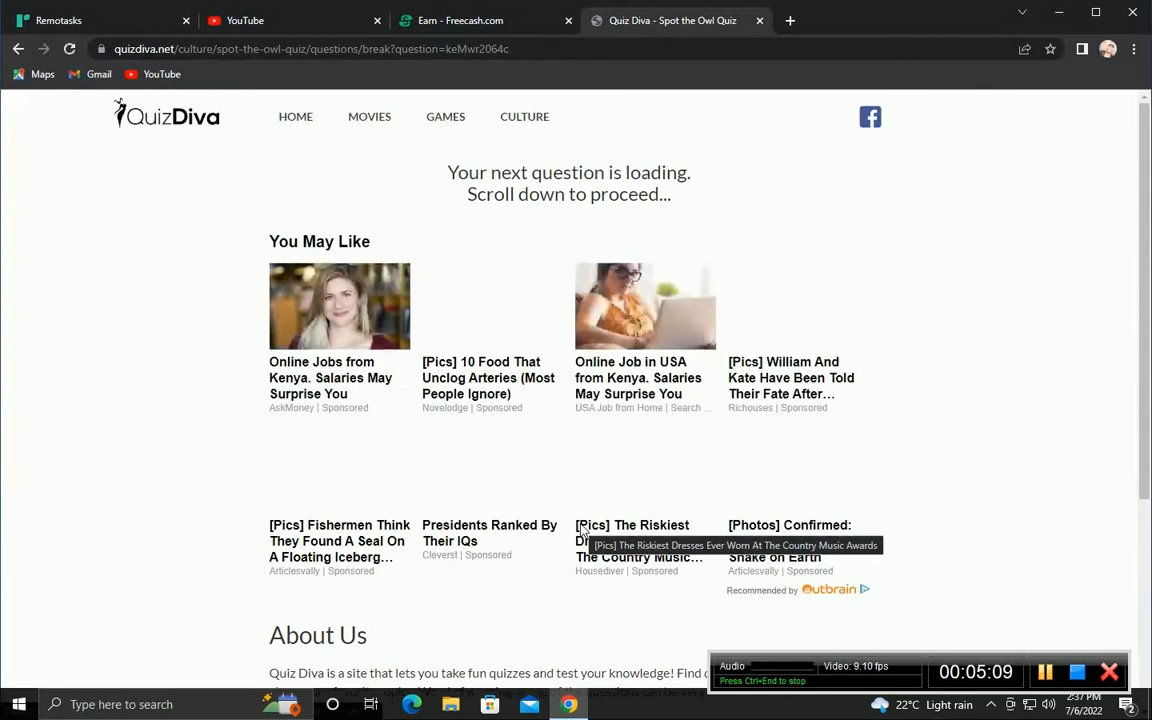 Remotasks
YouTube
Earn - Freecash.com
Quiz Diva - Spot the Owl Quiz
quizdiva.net/culture/spot-the-owl-quiz/questions/break?question=keMwr2064c
Maps
Gmail
YouTube
QuizDiva
HOME
MOVIES
GAMES
CULTURE
Your next question is loading.
Scroll down to proceed...
You May Like
Online Jobs from
Kenya. Salaries May
Surprise You
AskMoney | Sponsored
[Pics] 10 Food That
Unclog Arteries (Most
People Ignore)
Novelodge | Sponsored
Online Job in USA
from Kenya. Salaries
May Surprise You
USA Job from Home | Search ...
[Pics] William And
Kate Have Been Told
Their Fate After...
Richouses | Sponsored
[Pics] Fishermen Think
They Found A Seal On
A Floating Iceberg...
Articlesvally | Sponsored
Presidents Ranked By
Their IQs
Cleverst | Sponsored
[Pics] The Riskiest
The Country Music...
Housediver | Sponsored
[Pics] The Riskiest Dresses Ever Worn At The Country Music Awards
[Photos] Confirmed:
Snake on Earth
Articlesvally | Sponsored
Recommended by Outbrain
About Us
Quiz Diva is a site that lets you take fun quizzes and test your knowledge! Find
Audio
Video: 9.10 fps
Press Ctrl+End to stop
00:05:09
Type here to search
22°C Light rain
2:37 PM
7/6/2022
2